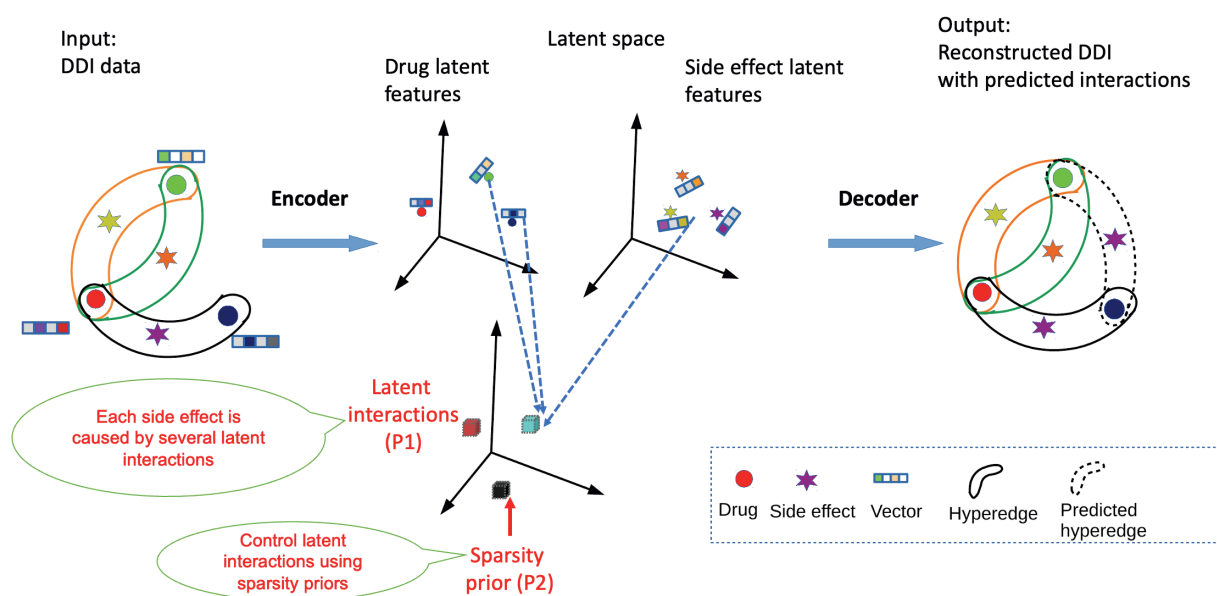 Input:
DDI data
Latent space
Drug latent
features
Side effect latent
features
Output:
Reconstructed DDI
with predicted interactions
Encoder
Decoder
Latent
interactions
(P1)
Each side effect is
caused by several latent
interactions
Control latent
interactions using
sparsity priors
Sparsity
prior (P2)
Drug
Side effect
Vector
Hyperedge
Predicted
hyperedge